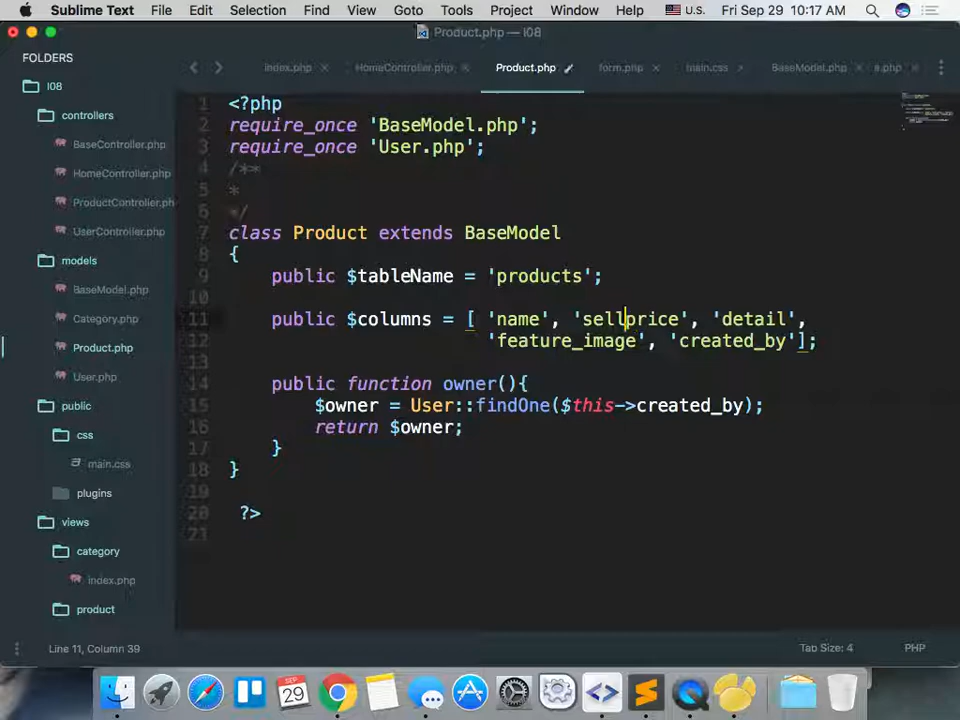 Sublime Text File Edit Selection Find View Goto Tools Project Window Help U.S. Fri Sep 29 10:17 AM
Product.php — l08
FOLDERS
l08
controllers
BaseController.php
HomeController.php
ProductController.ph
UserController.php
models
BaseModel.php
Category.php
Product.php
User.php
public
css
main.css
plugins
views
category
index.php
product
index.php HomeController.php Product.php form.php main.css BaseModel.php e.php
1 <?php
2 require_once 'BaseModel.php';
3 require_once 'User.php';
4 /**
5 *
6 */
7 class Product extends BaseModel
8 {
9 public $tableName = 'products';
10
11 public $columns = [ 'name', 'sellprice', 'detail',
12 'feature_image', 'created_by'];
13
14 public function owner(){
15 $owner = User::findOne($this->created_by);
16 return $owner;
17 }
18 }
19
20 ?>
21
Line 11, Column 39 Tab Size: 4 PHP
SEP
29